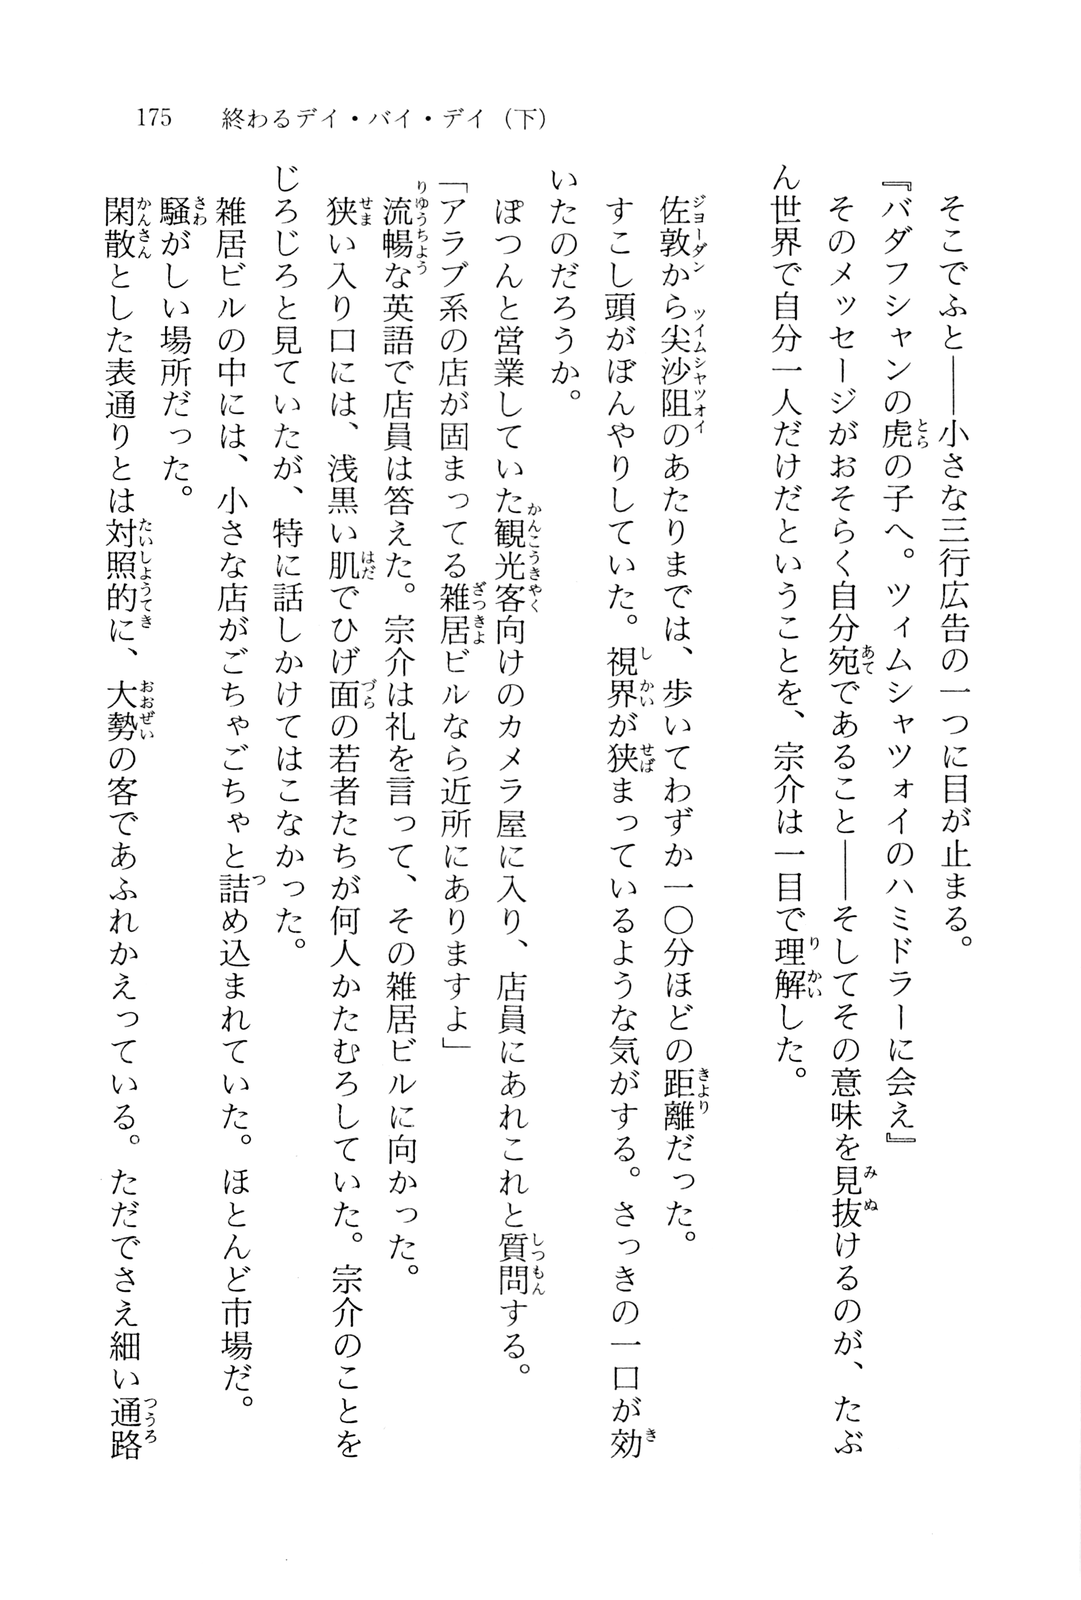 175　終わるデイ・バイ・デイ（下）
そこでふと――小さな三行広告の一つに目が止まる。
『バダフシャンの虎の子へ。ツィムシャツォイのハミドラーに会え』
そのメッセージがおそらく自分宛であること――そしてその意味を見抜けるのが、たぶ
ん世界で自分一人だけだということを、宗介は一目で理解した。
佐敦から尖沙阻のあたりまでは、歩いてわずか一〇分ほどの距離だった。
すこし頭がぼんやりしていた。視界が狭まっているような気がする。さっきの一口が効
いたのだろうか。
ぽつんと営業していた観光客向けのカメラ屋に入り、店員にあれこれと質問する。
「アラブ系の店が固まってる雑居ビルなら近所にありますよ」
流暢な英語で店員は答えた。宗介は礼を言って、その雑居ビルに向かった。
狭い入り口には、浅黒い肌でひげ面の若者たちが何人かたむろしていた。宗介のことを
じろじろと見ていたが、特に話しかけてはこなかった。
雑居ビルの中には、小さな店がごちゃごちゃと詰め込まれていた。ほとんど市場だ。
騒がしい場所だった。
閑散とした表通りとは対照的に、大勢の客であふれかえっている。ただでさえ細い通路